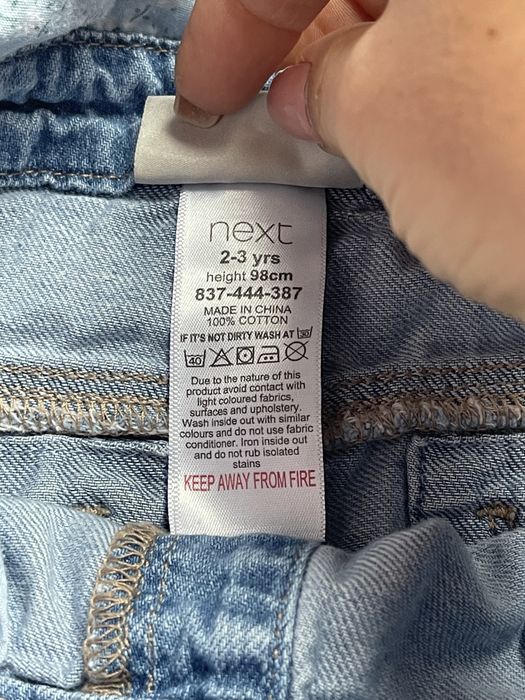 next
2-3 yrs
height 98cm
837-444-387
MADE IN CHINA
100% COTTON
IF IT'S NOT DIRTY WASH AT 30
40
Due to the nature of this
product avoid contact with
light coloured fabrics,
surfaces and upholstery.
Wash inside out with similar
colours and do not use fabric
conditioner. Iron inside out
and do not rub isolated
stains
KEEP AWAY FROM FIRE